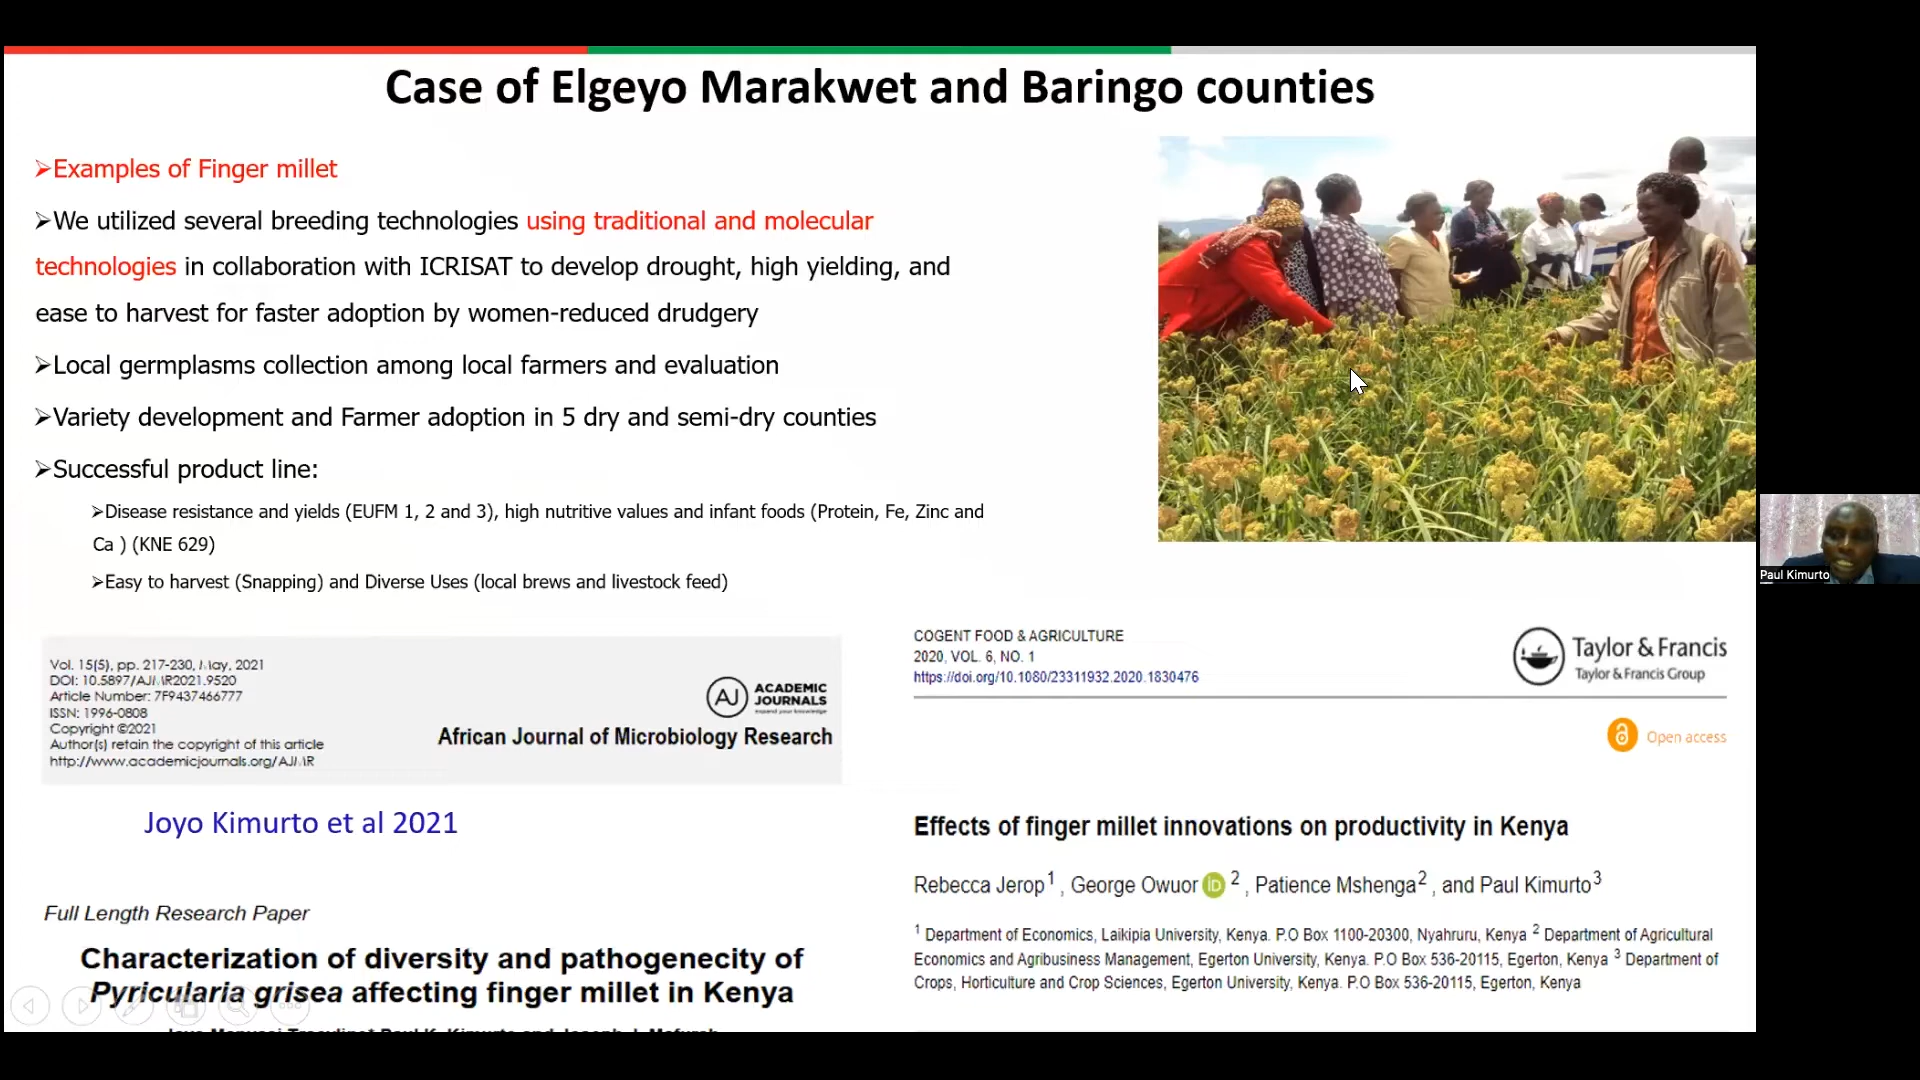 Case of Elgeyo Marakwet and Baringo counties
➢Examples of Finger millet
➢We utilized several breeding technologies using traditional and molecular
technologies in collaboration with ICRISAT to develop drought, high yielding, and
ease to harvest for faster adoption by women-reduced drudgery
➢Local germplasms collection among local farmers and evaluation
➢Variety development and Farmer adoption in 5 dry and semi-dry counties
➢Successful product line:
➢Disease resistance and yields (EUFM 1, 2 and 3), high nutritive values and infant foods (Protein, Fe, Zinc and
Ca ) (KNE 629)
➢Easy to harvest (Snapping) and Diverse Uses (local brews and livestock feed)
Paul Kimurto
Vol. 15(5), pp. 217-230, May, 2021
DOI: 10.5897/AJMR2021.9520
Article Number: 7F9437466777
ISSN: 1996-0808
Copyright ©2021
Author(s) retain the copyright of this article
http://www.academicjournals.org/AJMR
AJ ACADEMIC
JOURNALS
expand your knowledge
African Journal of Microbiology Research
Joyo Kimurto et al 2021
Full Length Research Paper
Characterization of diversity and pathogenecity of
Pyricularia grisea affecting finger millet in Kenya
COGENT FOOD & AGRICULTURE
2020, VOL. 6, NO. 1
https://doi.org/10.1080/23311932.2020.1830476
Taylor & Francis
Taylor & Francis Group
Open access
Effects of finger millet innovations on productivity in Kenya
Rebecca Jerop1 , George Owuor iD 2 , Patience Mshenga2 , and Paul Kimurto3
1 Department of Economics, Laikipia University, Kenya. P.O Box 1100-20300, Nyahruru, Kenya 2 Department of Agricultural
Economics and Agribusiness Management, Egerton University, Kenya. P.O Box 536-20115, Egerton, Kenya 3 Department of
Crops, Horticulture and Crop Sciences, Egerton University, Kenya. P.O Box 536-20115, Egerton, Kenya